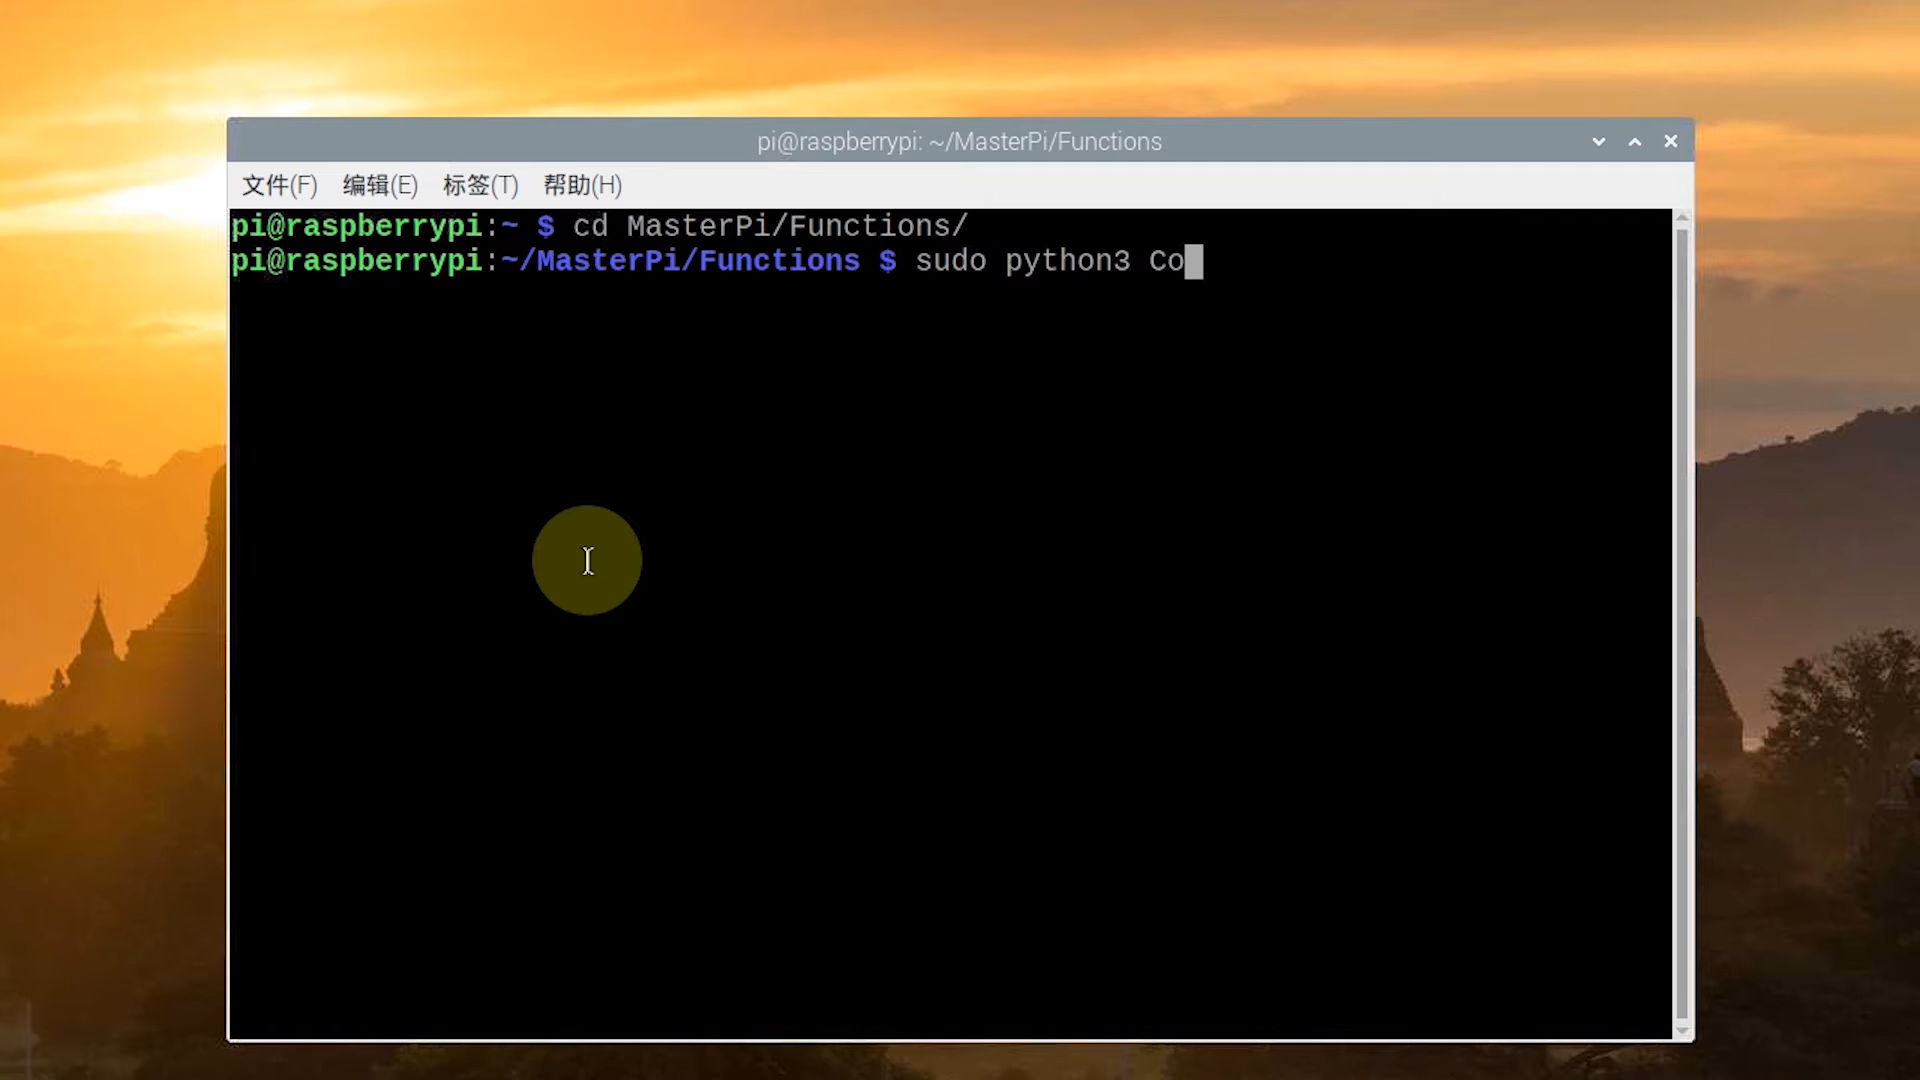 pi@raspberrypi: ~/MasterPi/Functions
文件(F) 编辑(E) 标签(T) 帮助(H)
pi@raspberrypi:~ $ cd MasterPi/Functions/
pi@raspberrypi:~/MasterPi/Functions $ sudo python3 Co